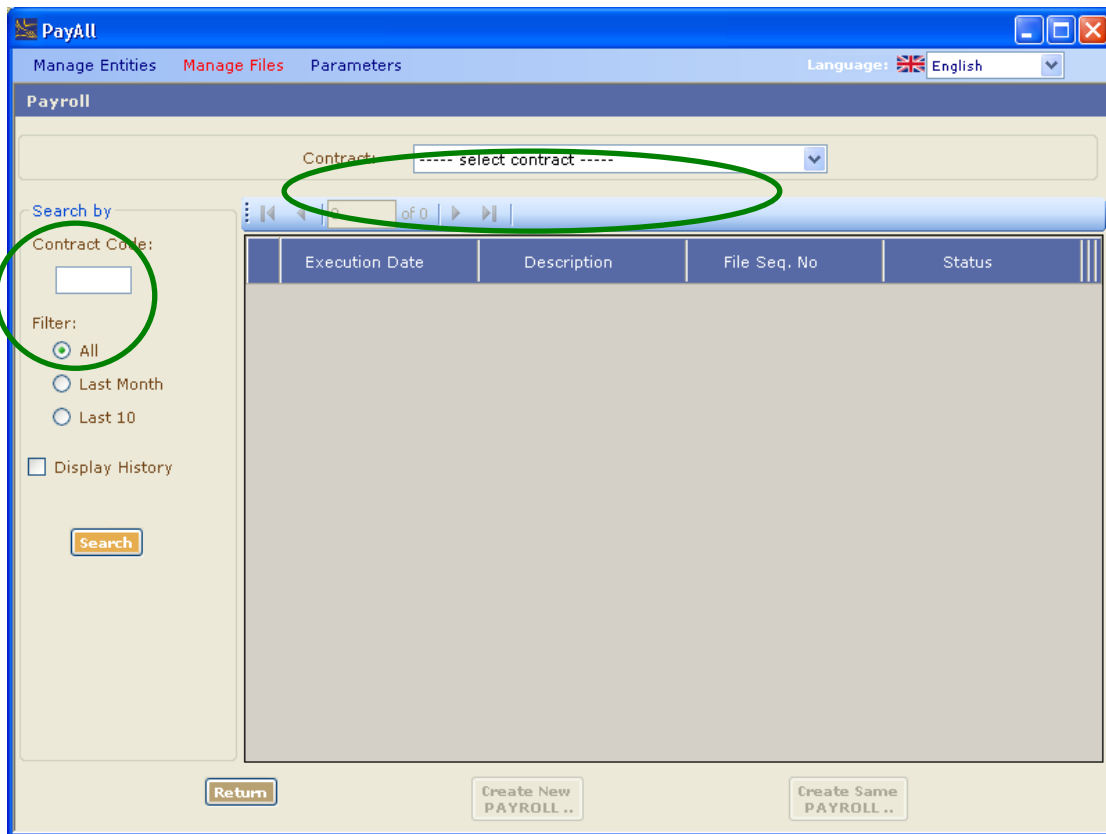 PayAll
Manage Entities Manage Files Parameters Language: English
Payroll
Contract: ----- select contract -----
Search by
0 of 0
Contract Code:
Execution Date Description File Seq. No Status
Filter:
All
Last Month
Last 10
Display History
Search
Return
Create New
PAYROLL ..
Create Same
PAYROLL ..